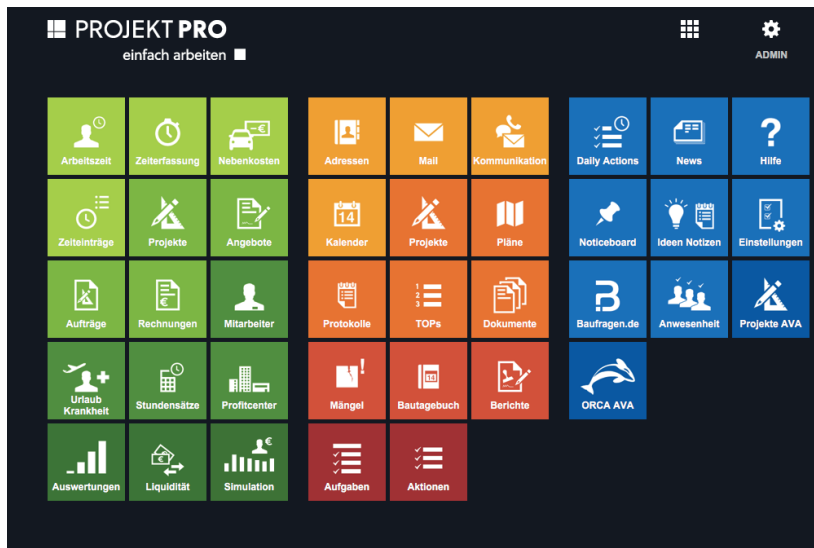 PROJEKT PRO
einfach arbeiten
ADMIN
Arbeitszeit
Zeiterfassung
Nebenkosten
Adressen
Mail
Kommunikation
Daily Actions
News
Hilfe
Zeiteinträge
Projekte
Angebote
14
Kalender
Projekte
Pläne
Noticeboard
Ideen Notizen
Einstellungen
Aufträge
Rechnungen
Mitarbeiter
Protokolle
1
2
3
TOPs
Dokumente
Baufragen.de
Anwesenheit
Projekte AVA
Urlaub
Krankheit
Stundensätze
Profitcenter
Mängel
Bautagebuch
Berichte
ORCA AVA
Auswertungen
Liquidität
Simulation
Aufgaben
Aktionen